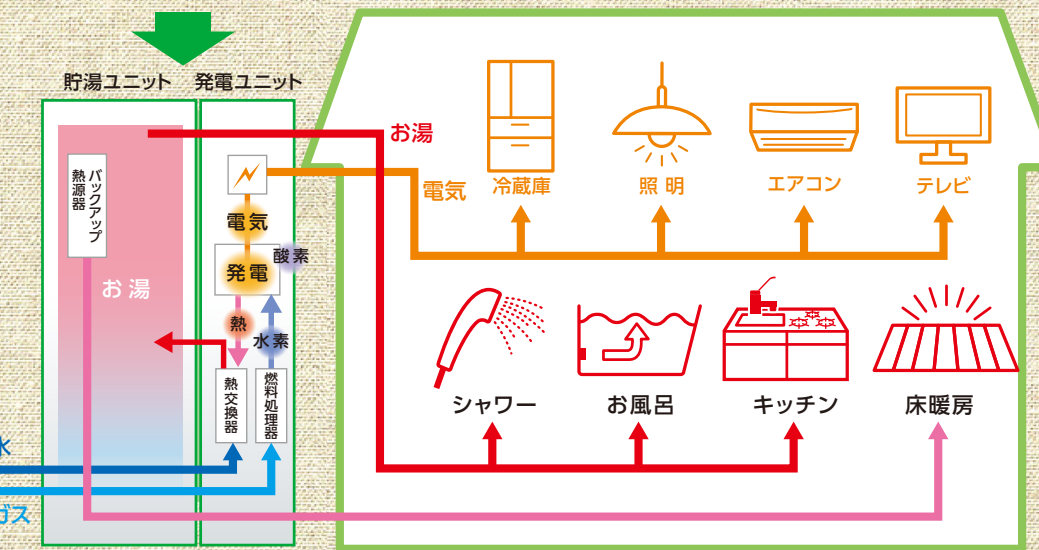 貯湯ユニット
発電ユニット
お湯
電気
冷蔵庫
照明
エアコン
テレビ
バックアップ
熱源器
電気
酸素
発電
お湯
熱
水素
熱交換器
燃料処理器
シャワー
お風呂
キッチン
床暖房
水
ガス